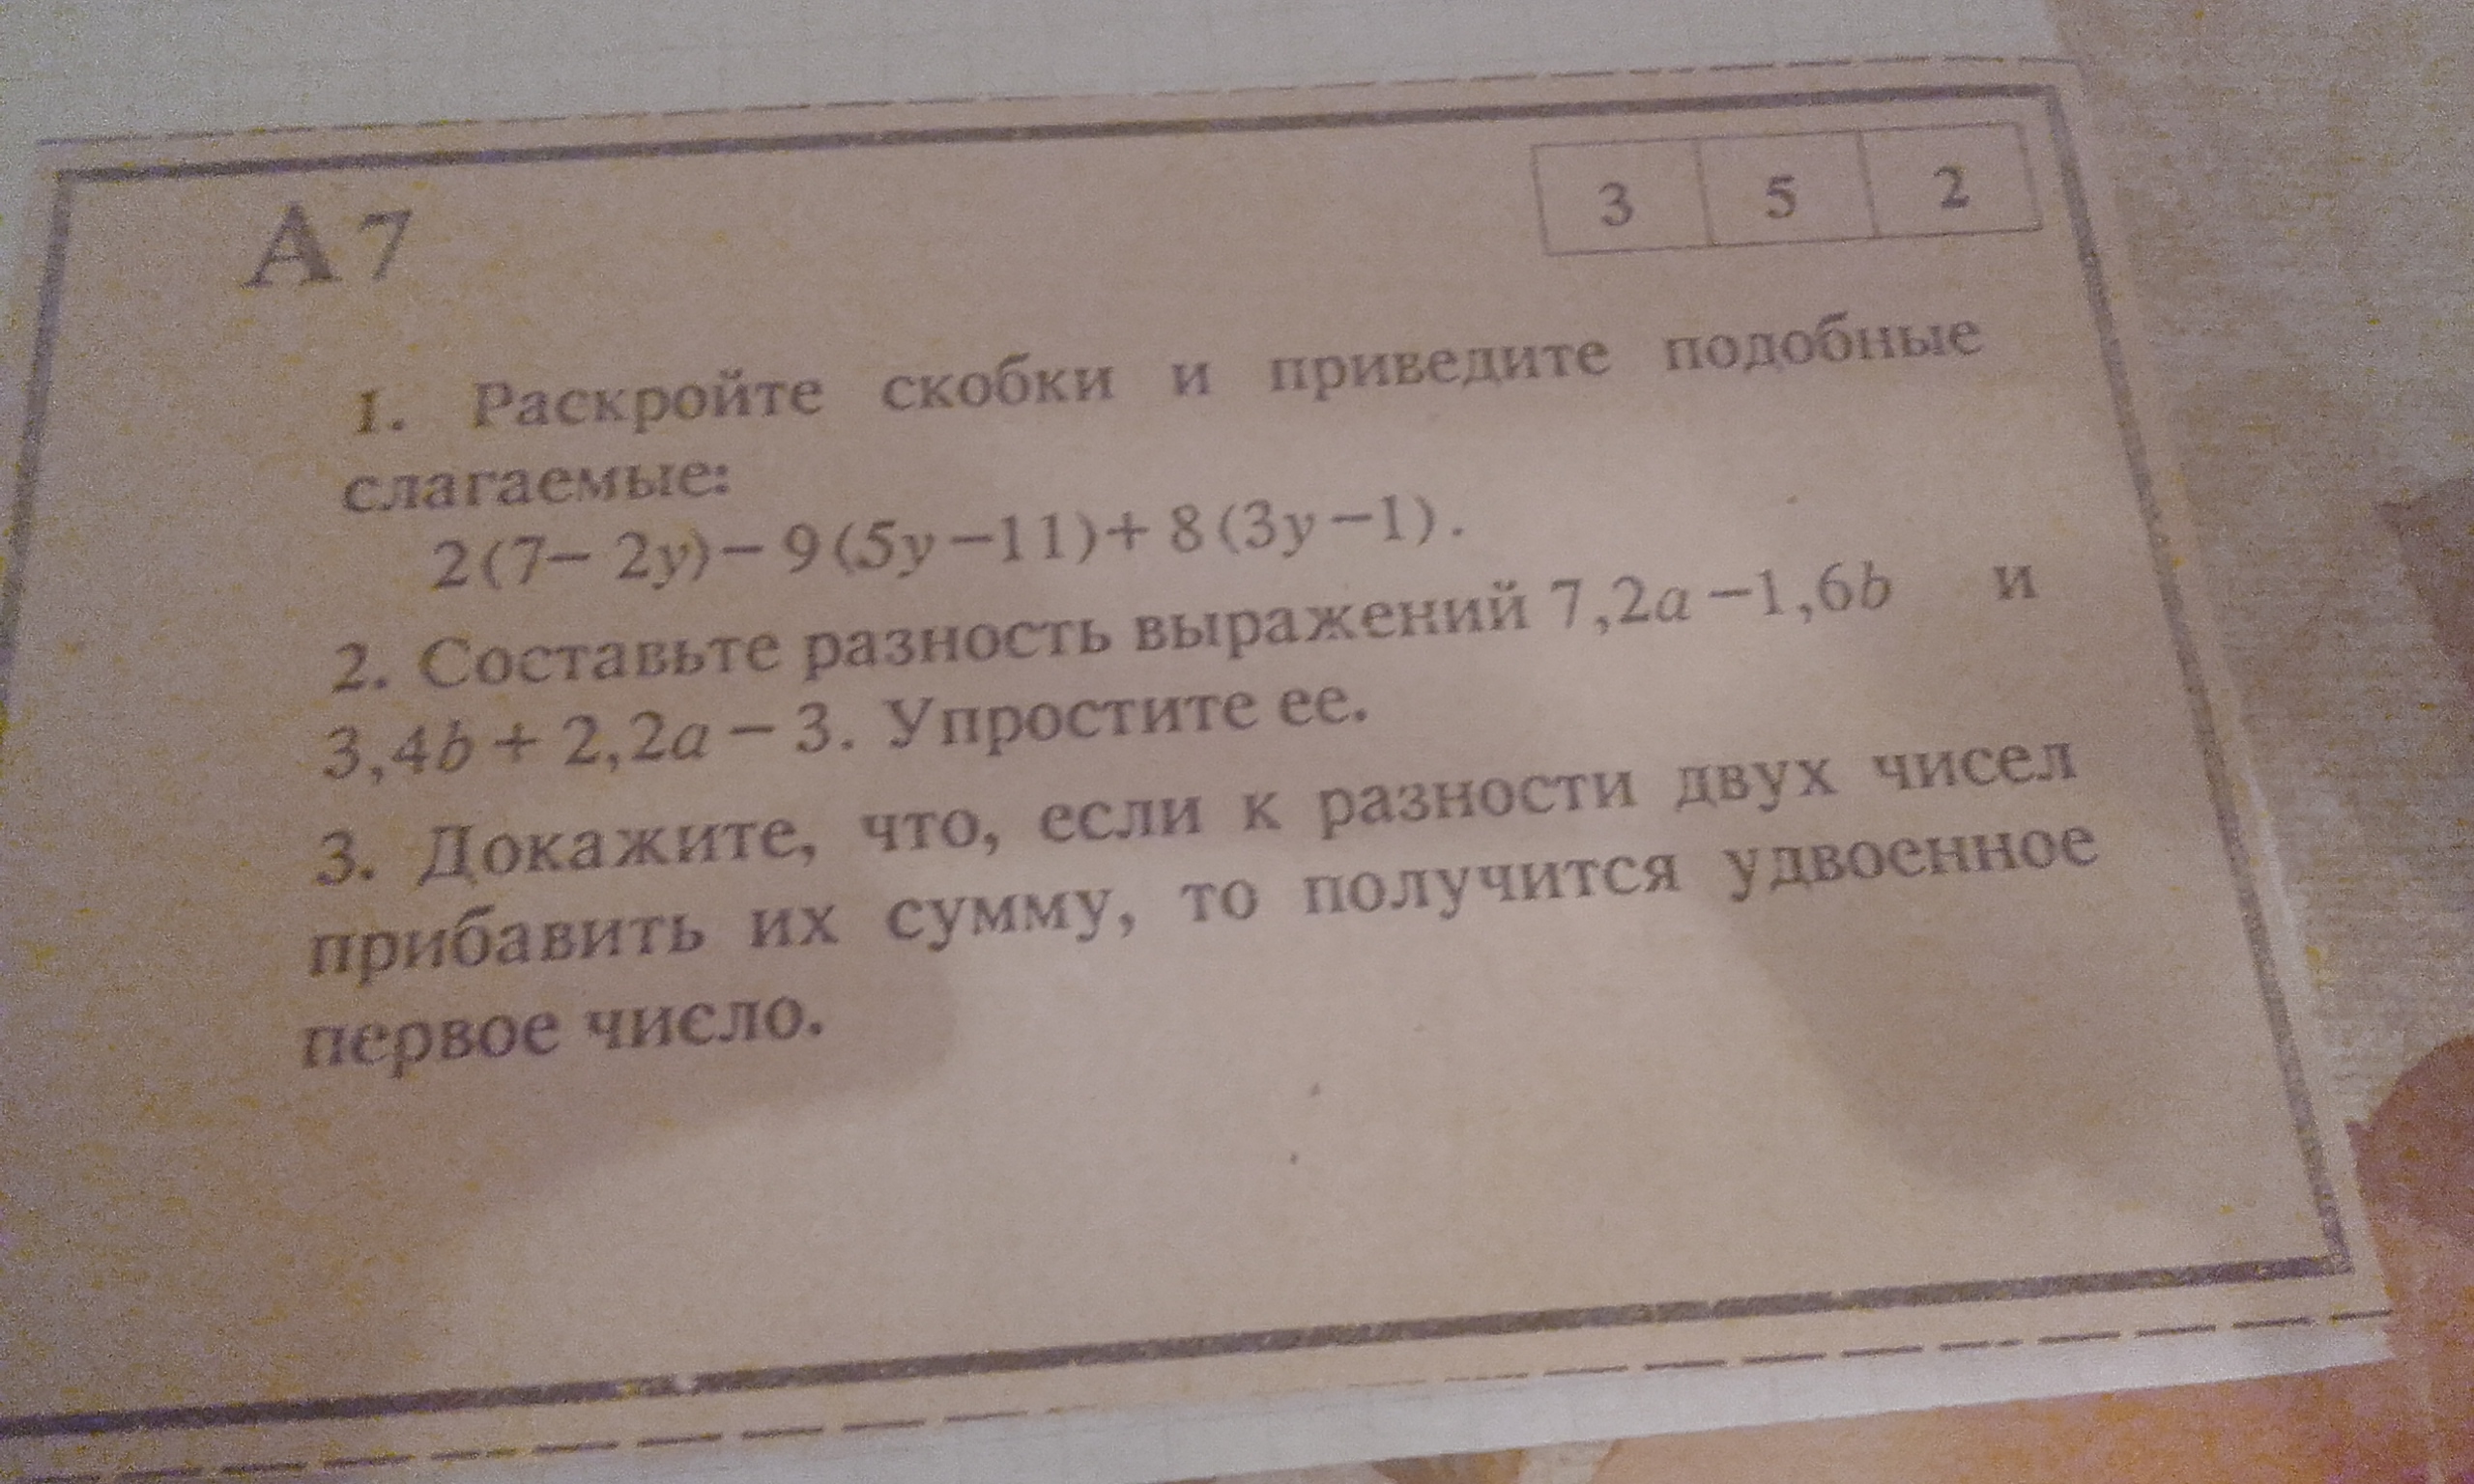 А 7
3 5 2
1. Раскройте скобки и приведите подобные
слагаемые:
2(7− 2y)− 9(5y−11)+ 8(3y−1).
2. Составьте разность выражений 7,2a−1,6b и
3,4b + 2,2a − 3. Упростите ее.
3. Докажите, что, если к разности двух чисел
прибавить их сумму, то получится удвоенное
первое число.